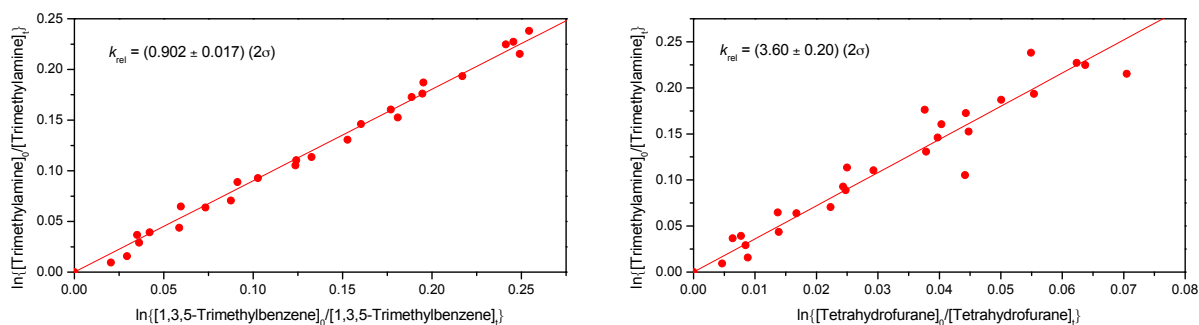 ln{[Trimethylamine]₀/[Trimethylamine]ₜ}
0.25
0.20
0.15
0.10
0.05
0.00
k_rel = (0.902 ± 0.017) (2σ)
0.00 0.05 0.10 0.15 0.20 0.25
ln{[1,3,5-Trimethylbenzene]₀/[1,3,5-Trimethylbenzene]ₜ}
ln{[Trimethylamine]₀/[Trimethylamine]ₜ}
0.25
0.20
0.15
0.10
0.05
0.00
k_rel = (3.60 ± 0.20) (2σ)
0.00 0.01 0.02 0.03 0.04 0.05 0.06 0.07 0.08
ln{[Tetrahydrofurane]₀/[Tetrahydrofurane]ₜ}